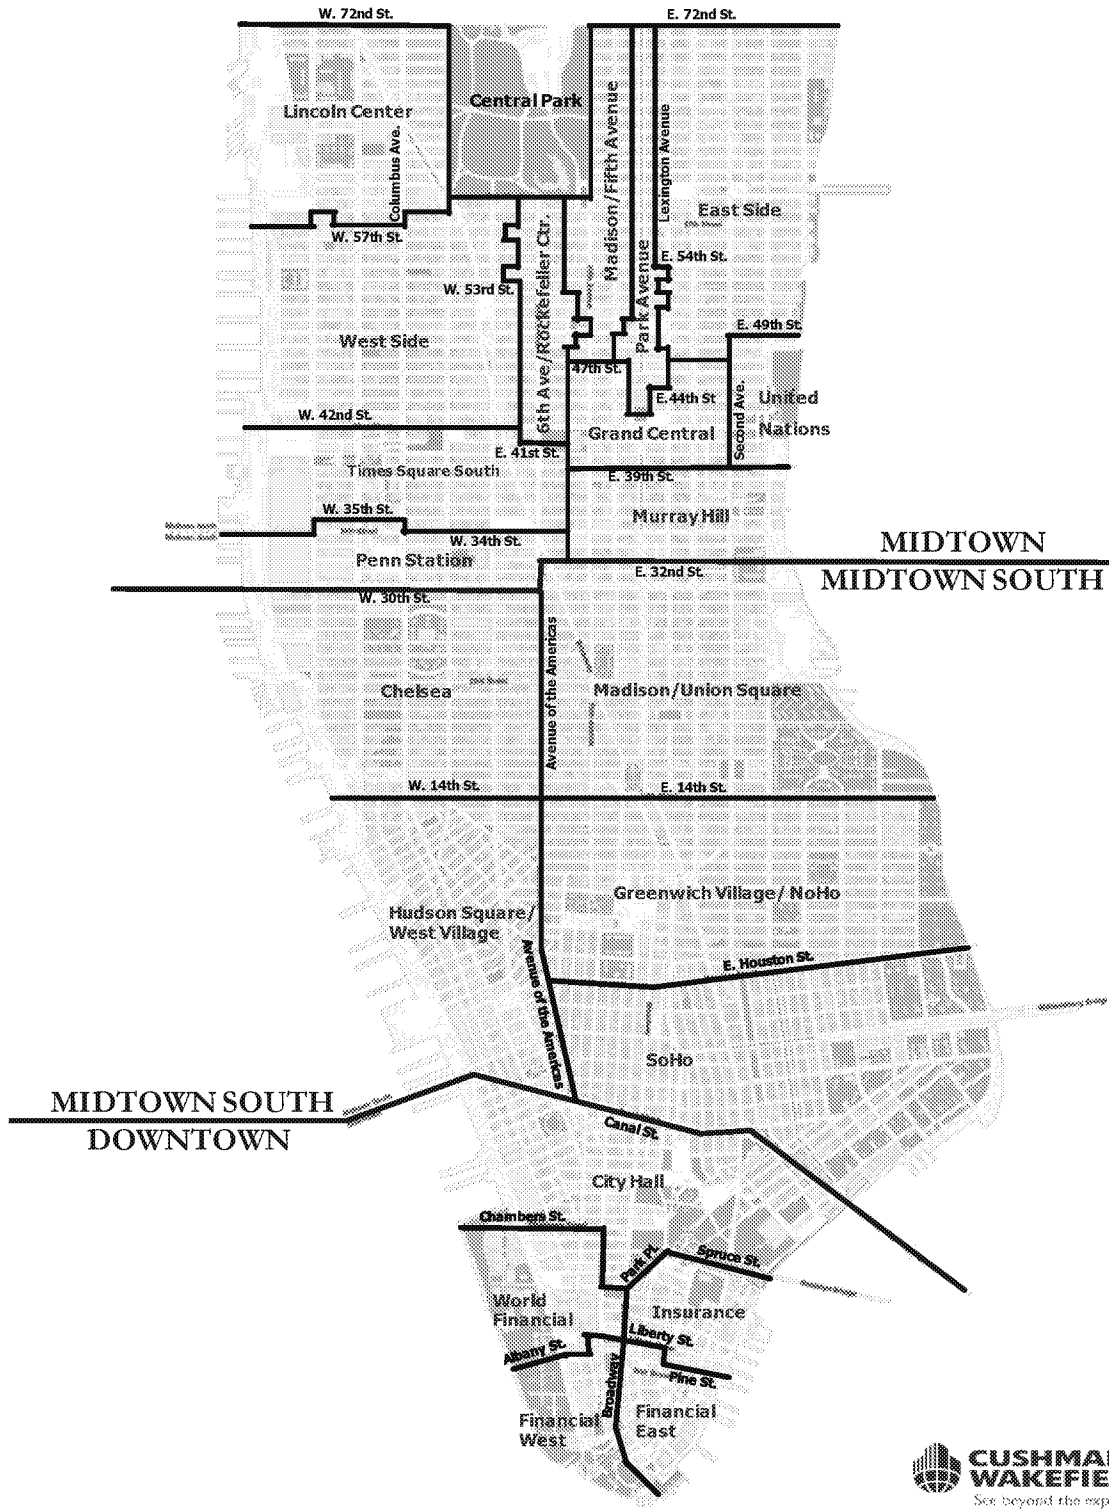 W. 72nd St.
E. 72nd St.
Central Park
Lincoln Center
Columbus Ave.
Madison/Fifth Avenue
Lexington Avenue
East Side
W. 57th St.
6th Ave/Rockefeller Ctr.
Park Avenue
E. 54th St.
W. 53rd St.
E. 49th St.
West Side
47th St.
E. 44th St
Second Ave.
United
Nations
W. 42nd St.
Grand Central
E. 41st St.
Times Square South
E. 39th St.
W. 35th St.
Murray Hill
W. 34th St.
MIDTOWN
Penn Station
E. 32nd St.
MIDTOWN SOUTH
W. 30th St.
Avenue of the Americas
Chelsea
Madison/Union Square
W. 14th St.
E. 14th St.
Greenwich Village/ NoHo
Hudson Square/
West Village
Avenue of the Americas
E. Houston St.
SoHo
MIDTOWN SOUTH
DOWNTOWN
Canal St.
City Hall
Chambers St.
Park Pl.
Spruce St.
World
Financial
Insurance
Liberty St.
Albany St.
Pine St.
Broadway
Financial
West
Financial
East
CUSHMA
WAKEFIE
See beyond the exp